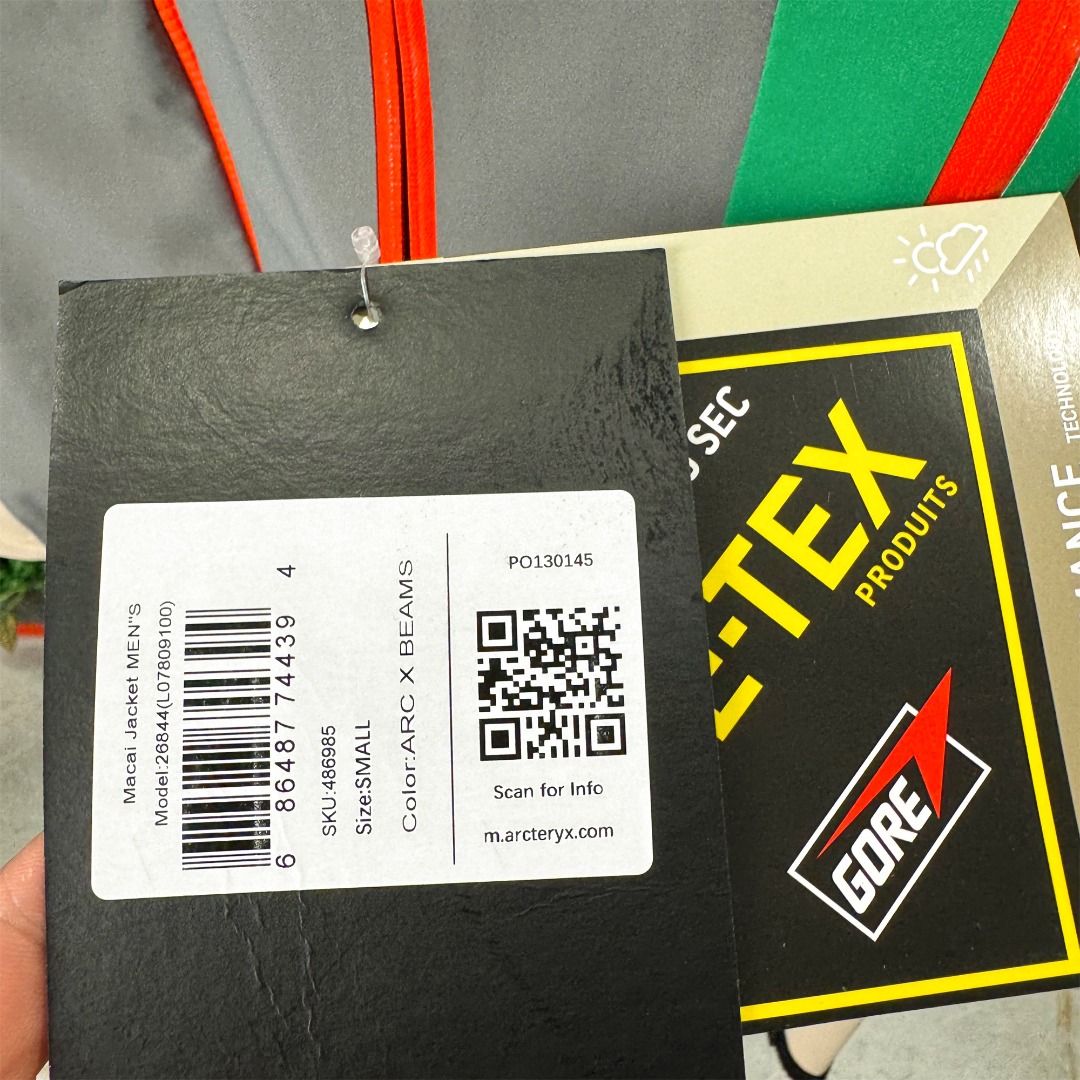 Macai Jacket MEN"S
Model:26844(L07809100)
6 86487 74439 4
SKU:486985
Size:SMALL
Color:ARC X BEAMS
PO130145
Scan for Info
m.arcteryx.com
SEC
-TEX
PRODUITS
GORE
TECHNOLOGY